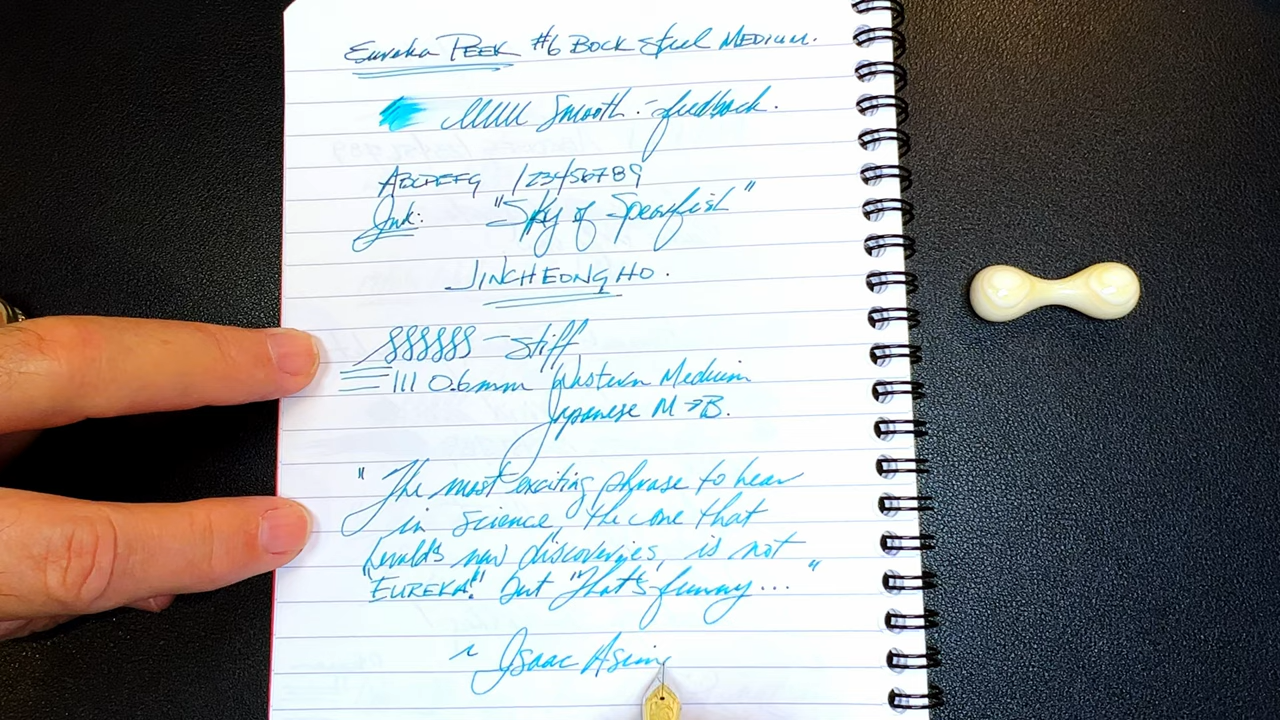 Eureka PEEK #6 BOCK Steel MEDIUM.
Smooth - feedback.
ABCDEFG 123456789
Ink: "Sky of Spearfish"
JINCHEONGHO.
- Stiff
0.6mm Western Medium
Japanese M → B.
"The most exciting phrase to hear
in science, the one that
heralds new discoveries, is not
"EUREKA!" but "That's funny..."
~ Isaac Asim